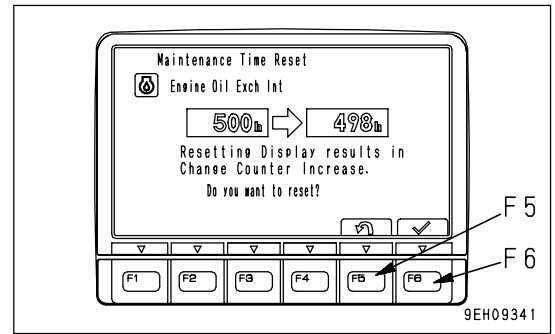 Maintenance Time Reset
Engine Oil Exch Int
500h 498h
Resetting Display results in
Change Counter Increase.
Do you want to reset?
F5
F6
F1 F2 F3 F4 F5 F6
9EH09341